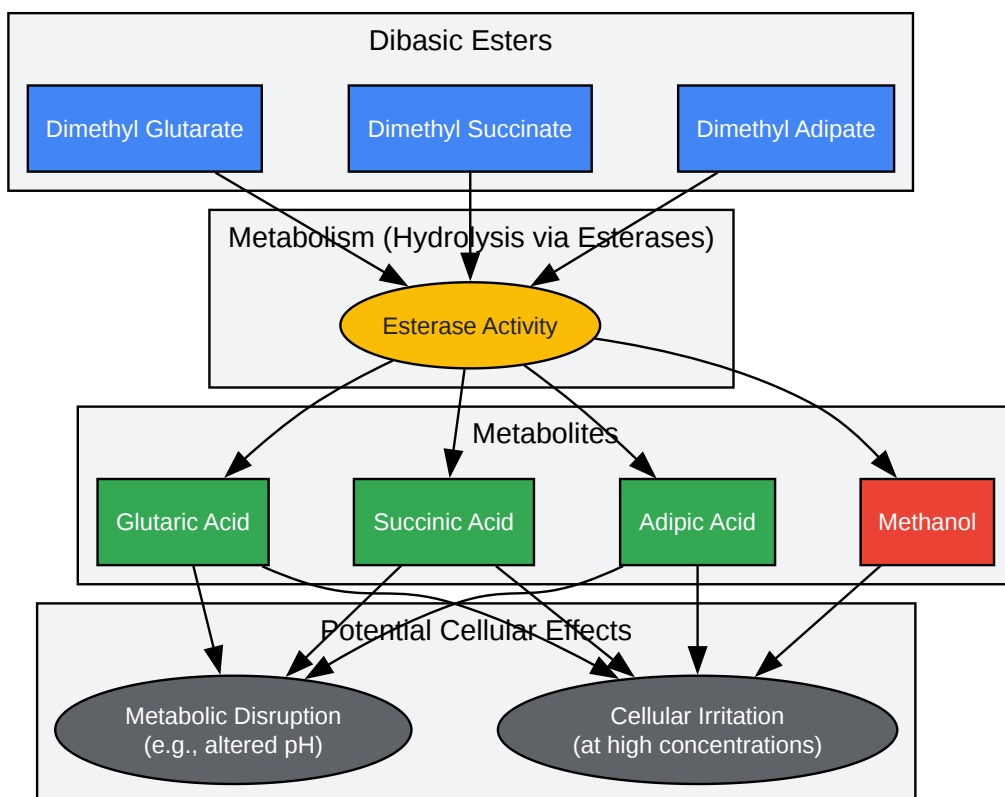 Dibasic Esters
Dimethyl Glutarate
Dimethyl Succinate
Dimethyl Adipate
Metabolism (Hydrolysis via Esterases)
Esterase Activity
Metabolites
Glutaric Acid
Succinic Acid
Adipic Acid
Methanol
Potential Cellular Effects
Metabolic Disruption
(e.g., altered pH)
Cellular Irritation
(at high concentrations)